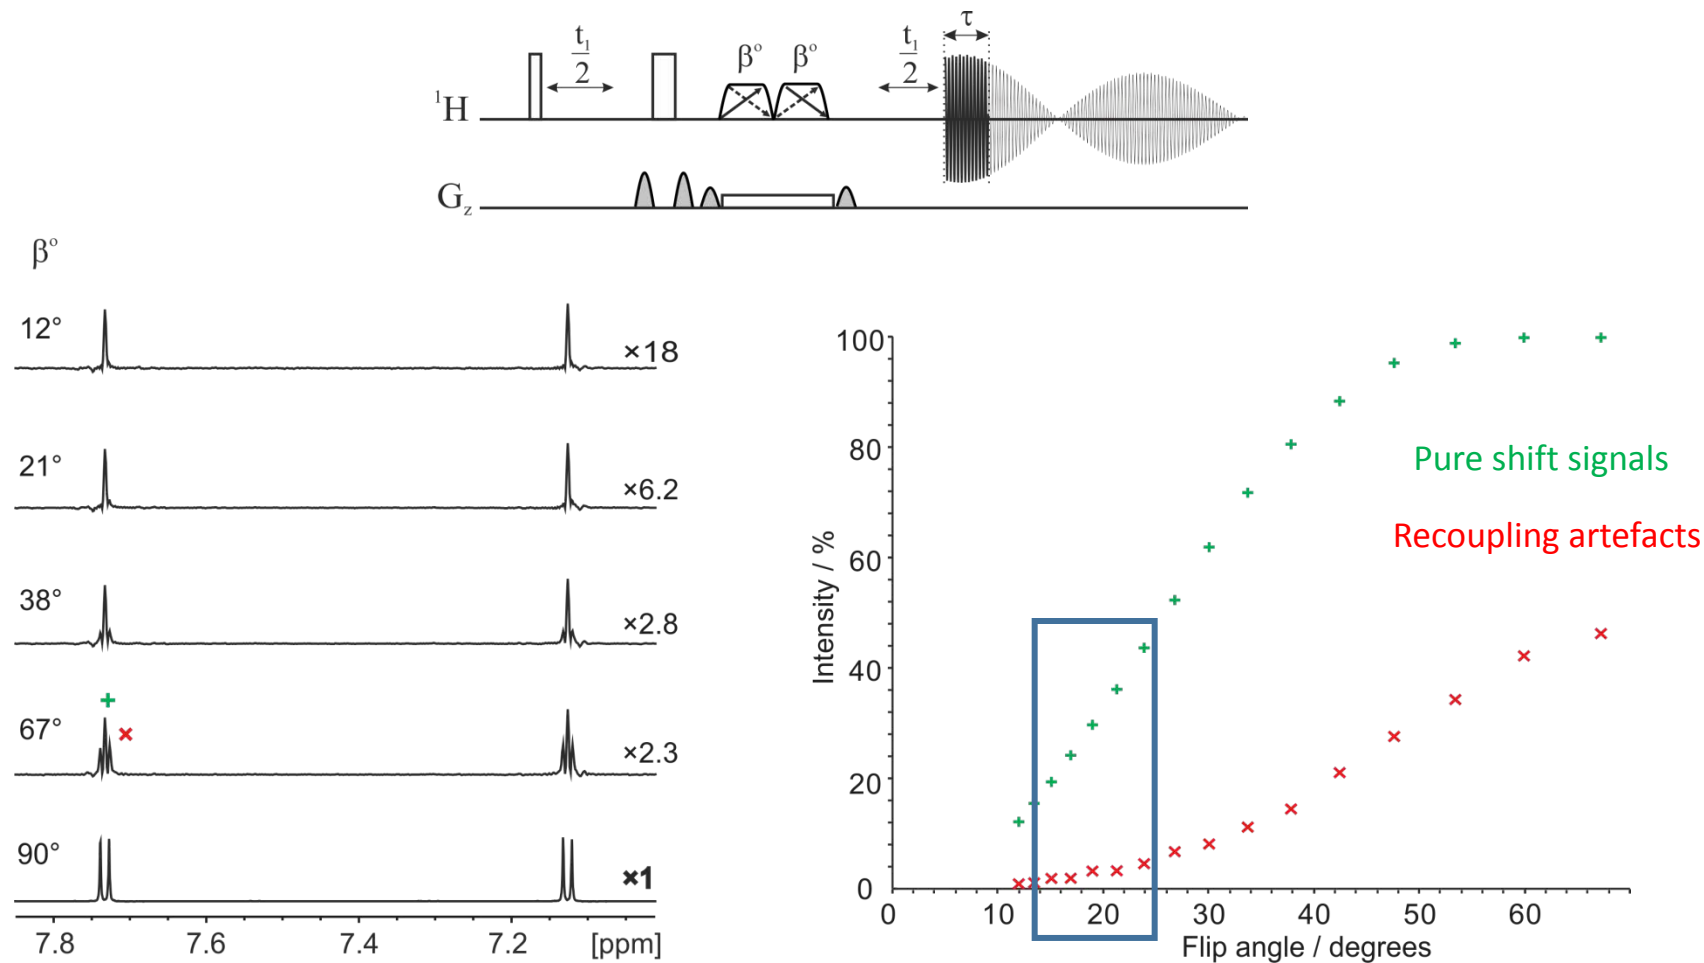 τ
t₁/2 β° β° t₁/2
¹H
G_z
β°
12° ×18
21° ×6.2
38° ×2.8
67° ×2.3
90° ×1
7.8 7.6 7.4 7.2 [ppm]
100
80
60
40
20
0
Intensity / %
Pure shift signals
Recoupling artefacts
0 10 20 30 40 50 60
Flip angle / degrees